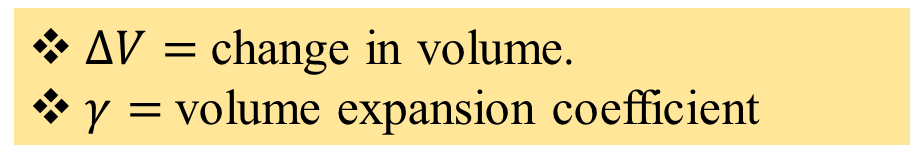 ❖ Δ𝑉 = change in volume.
❖ 𝛾 = volume expansion coefficient